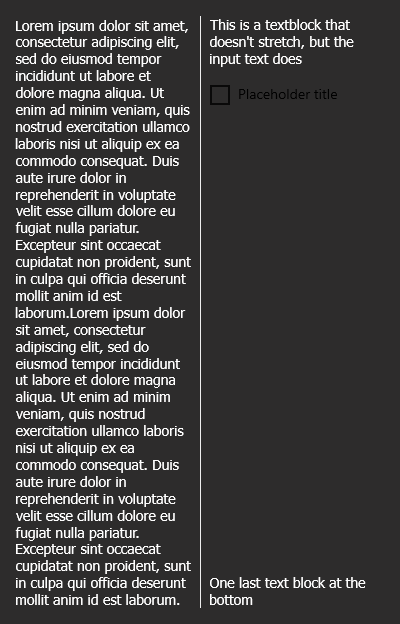 Lorem ipsum dolor sit amet,
consectetur adipiscing elit,
sed do eiusmod tempor
incididunt ut labore et
dolore magna aliqua. Ut
enim ad minim veniam, quis
nostrud exercitation ullamco
laboris nisi ut aliquip ex ea
commodo consequat. Duis
aute irure dolor in
reprehenderit in voluptate
velit esse cillum dolore eu
fugiat nulla pariatur.
Excepteur sint occaecat
cupidatat non proident, sunt
in culpa qui officia deserunt
mollit anim id est
laborum.Lorem ipsum dolor
sit amet, consectetur
adipiscing elit, sed do
eiusmod tempor incididunt
ut labore et dolore magna
aliqua. Ut enim ad minim
veniam, quis nostrud
exercitation ullamco laboris
nisi ut aliquip ex ea
commodo consequat. Duis
aute irure dolor in
reprehenderit in voluptate
velit esse cillum dolore eu
fugiat nulla pariatur.
Excepteur sint occaecat
cupidatat non proident, sunt
in culpa qui officia deserunt
mollit anim id est laborum.
This is a textblock that
doesn't stretch, but the
input text does
Placeholder title
One last text block at the
bottom